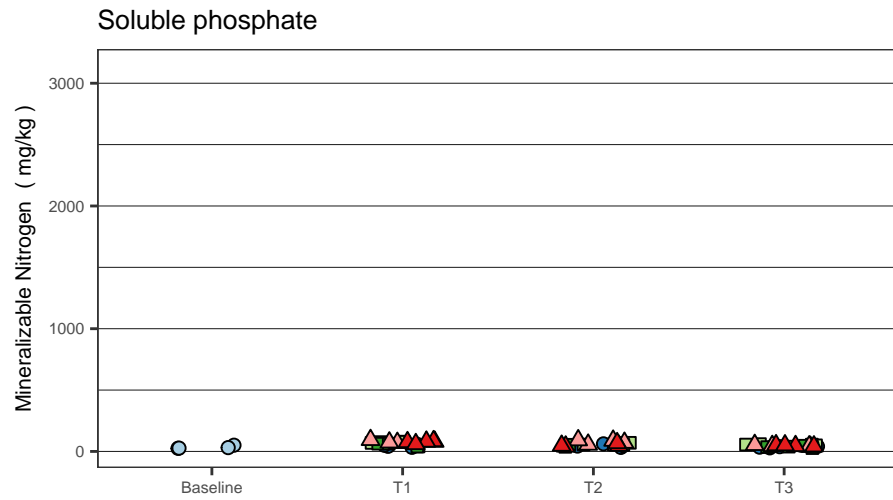 Soluble phosphate
Mineralizable Nitrogen ( mg/kg )
3000
2000
1000
0
Baseline T1 T2 T3